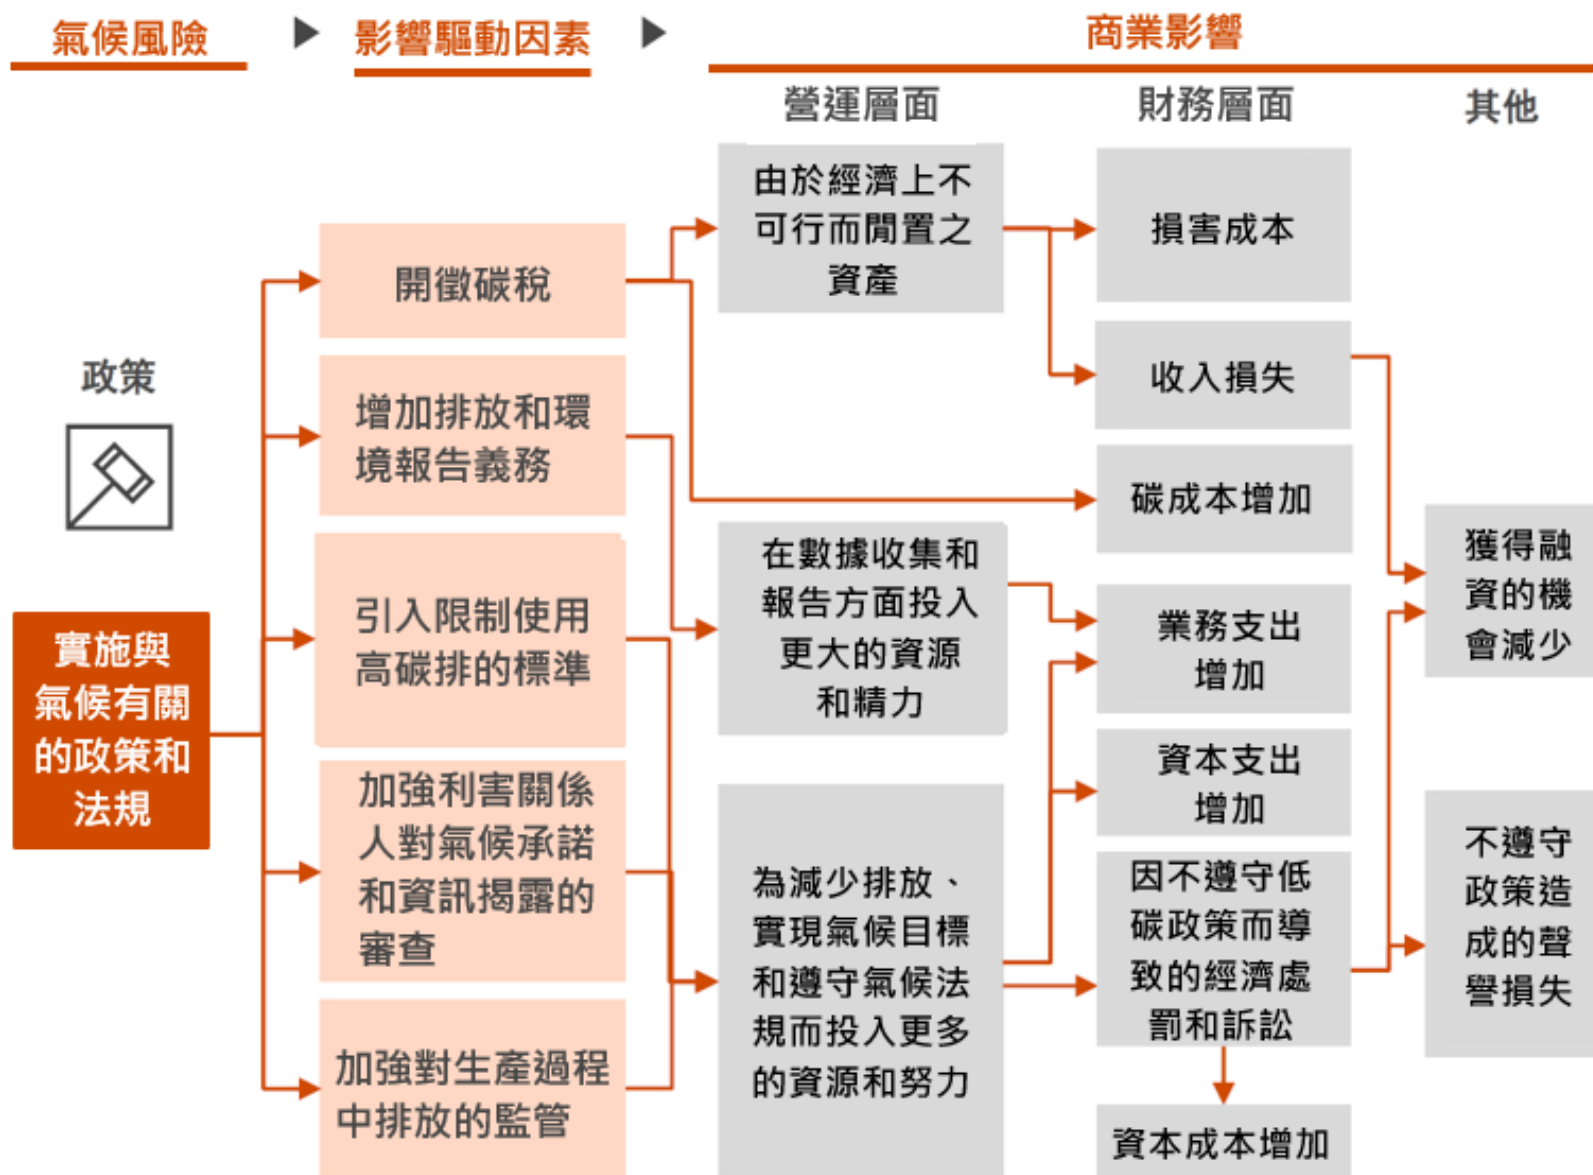 氣候風險
影響驅動因素
商業影響
營運層面
財務層面
其他
政策
實施與
氣候有關
的政策和
法規
開徵碳稅
增加排放和環
境報告義務
引入限制使用
高碳排的標準
加強利害關係
人對氣候承諾
和資訊揭露的
審查
加強對生產過程
中排放的監管
由於經濟上不
可行而閒置之
資產
在數據收集和
報告方面投入
更大的資源
和精力
為減少排放、
實現氣候目標
和遵守氣候法
規而投入更多
的資源和努力
損害成本
收入損失
碳成本增加
業務支出
增加
資本支出
增加
因不遵守低
碳政策而導
致的經濟處
罰和訴訟
資本成本增加
獲得融
資的機
會減少
不遵守
政策造
成的聲
譽損失